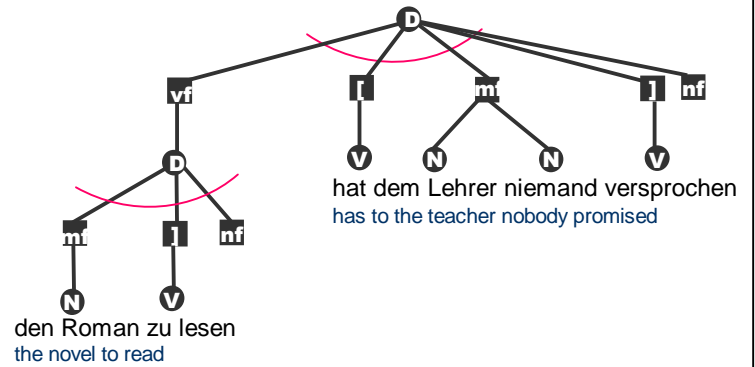 D
vf [ mf ] nf
D V N N V
hat dem Lehrer niemand versprochen
has to the teacher nobody promised
mf ] nf
N V
den Roman zu lesen
the novel to read